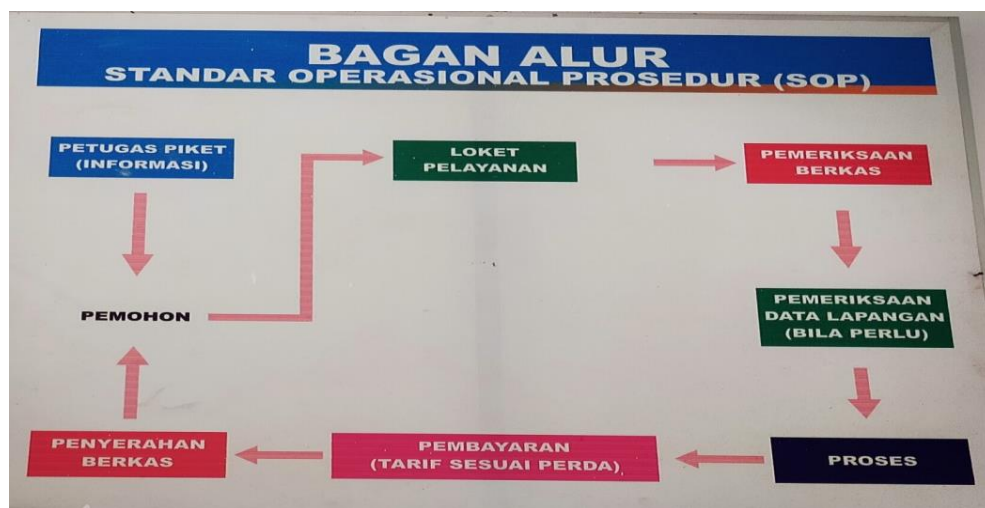 BAGAN ALUR
STANDAR OPERASIONAL PROSEDUR (SOP)
PETUGAS PIKET
(INFORMASI)
LOKET
PELAYANAN
PEMERIKSAAN
BERKAS
PEMOHON
PEMERIKSAAN
DATA LAPANGAN
(BILA PERLU)
PENYERAHAN
BERKAS
PEMBAYARAN
(TARIF SESUAI PERDA)
PROSES